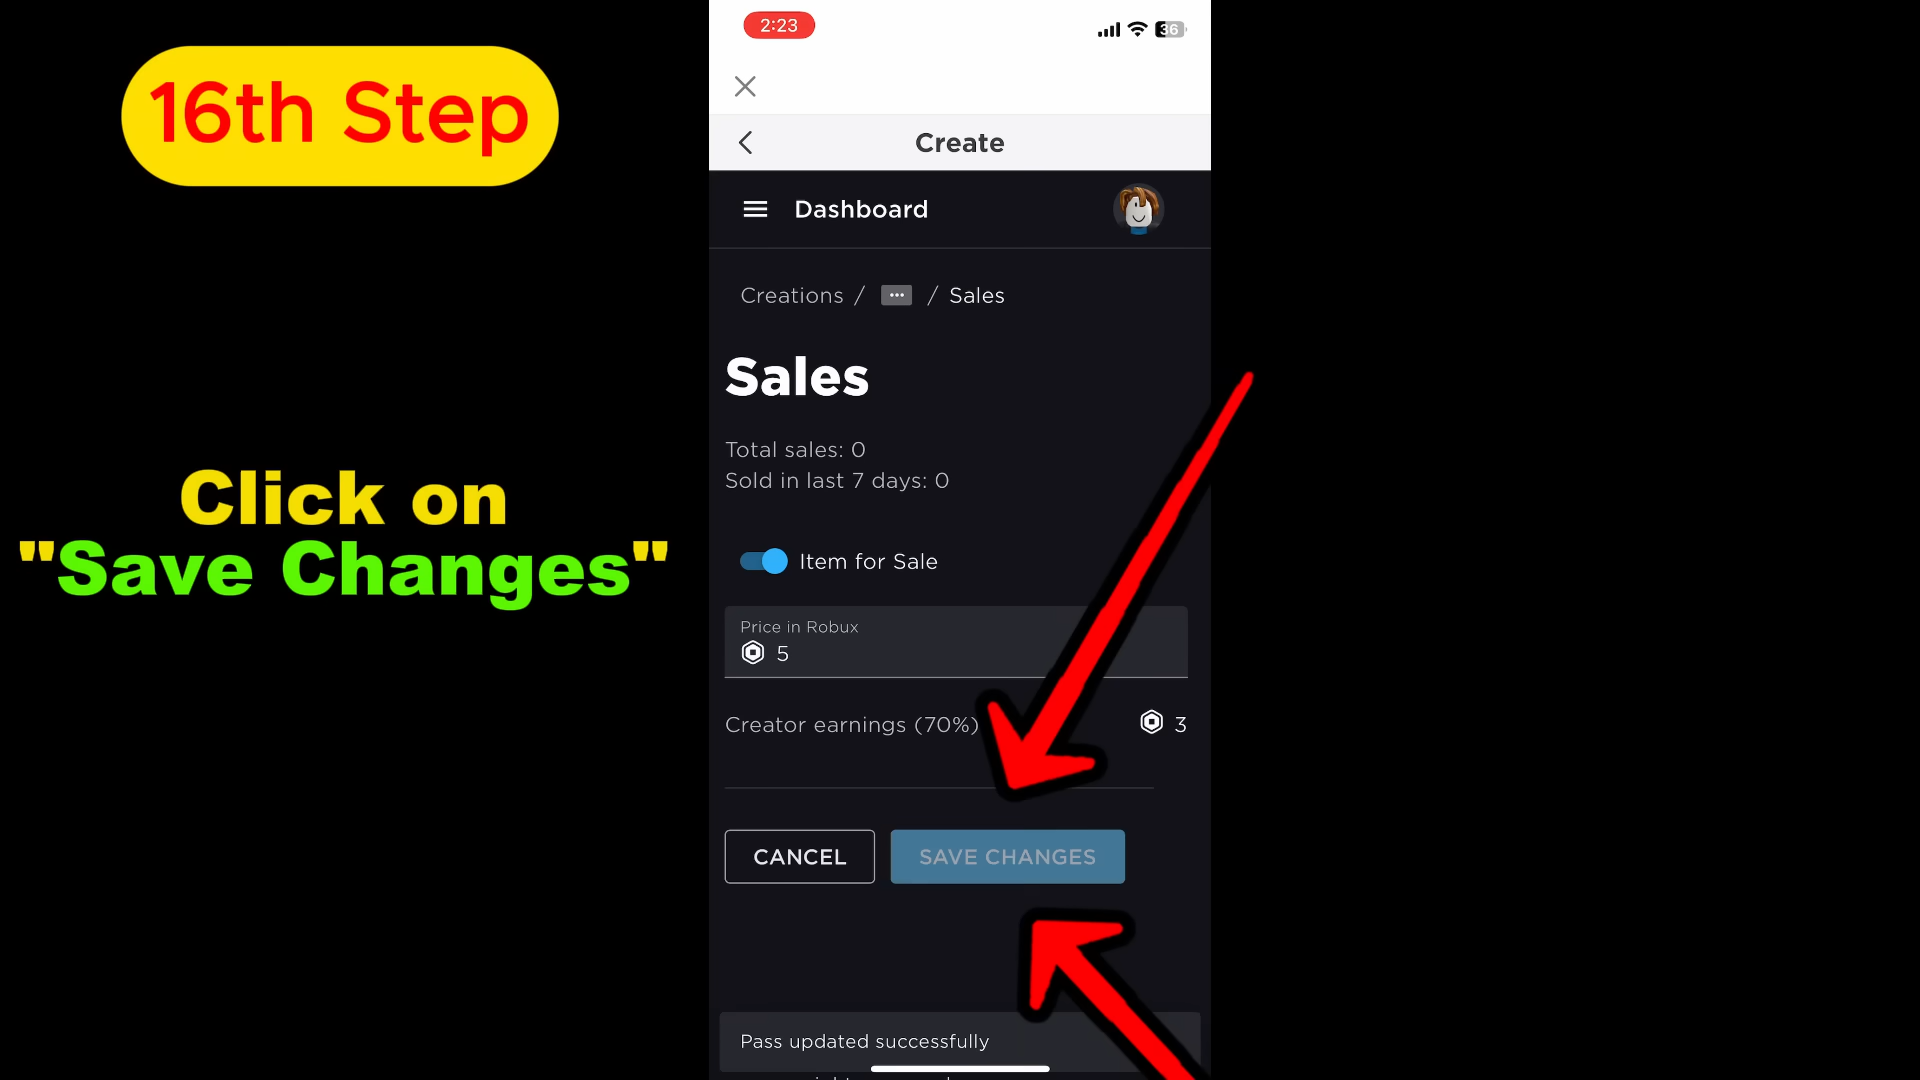 16th Step
Click on
"Save Changes"
2:23
36
Create
Dashboard
Creations / ... / Sales
Sales
Total sales: 0
Sold in last 7 days: 0
Item for Sale
Price in Robux
5
Creator earnings (70%) 3
CANCEL
SAVE CHANGES
Pass updated successfully